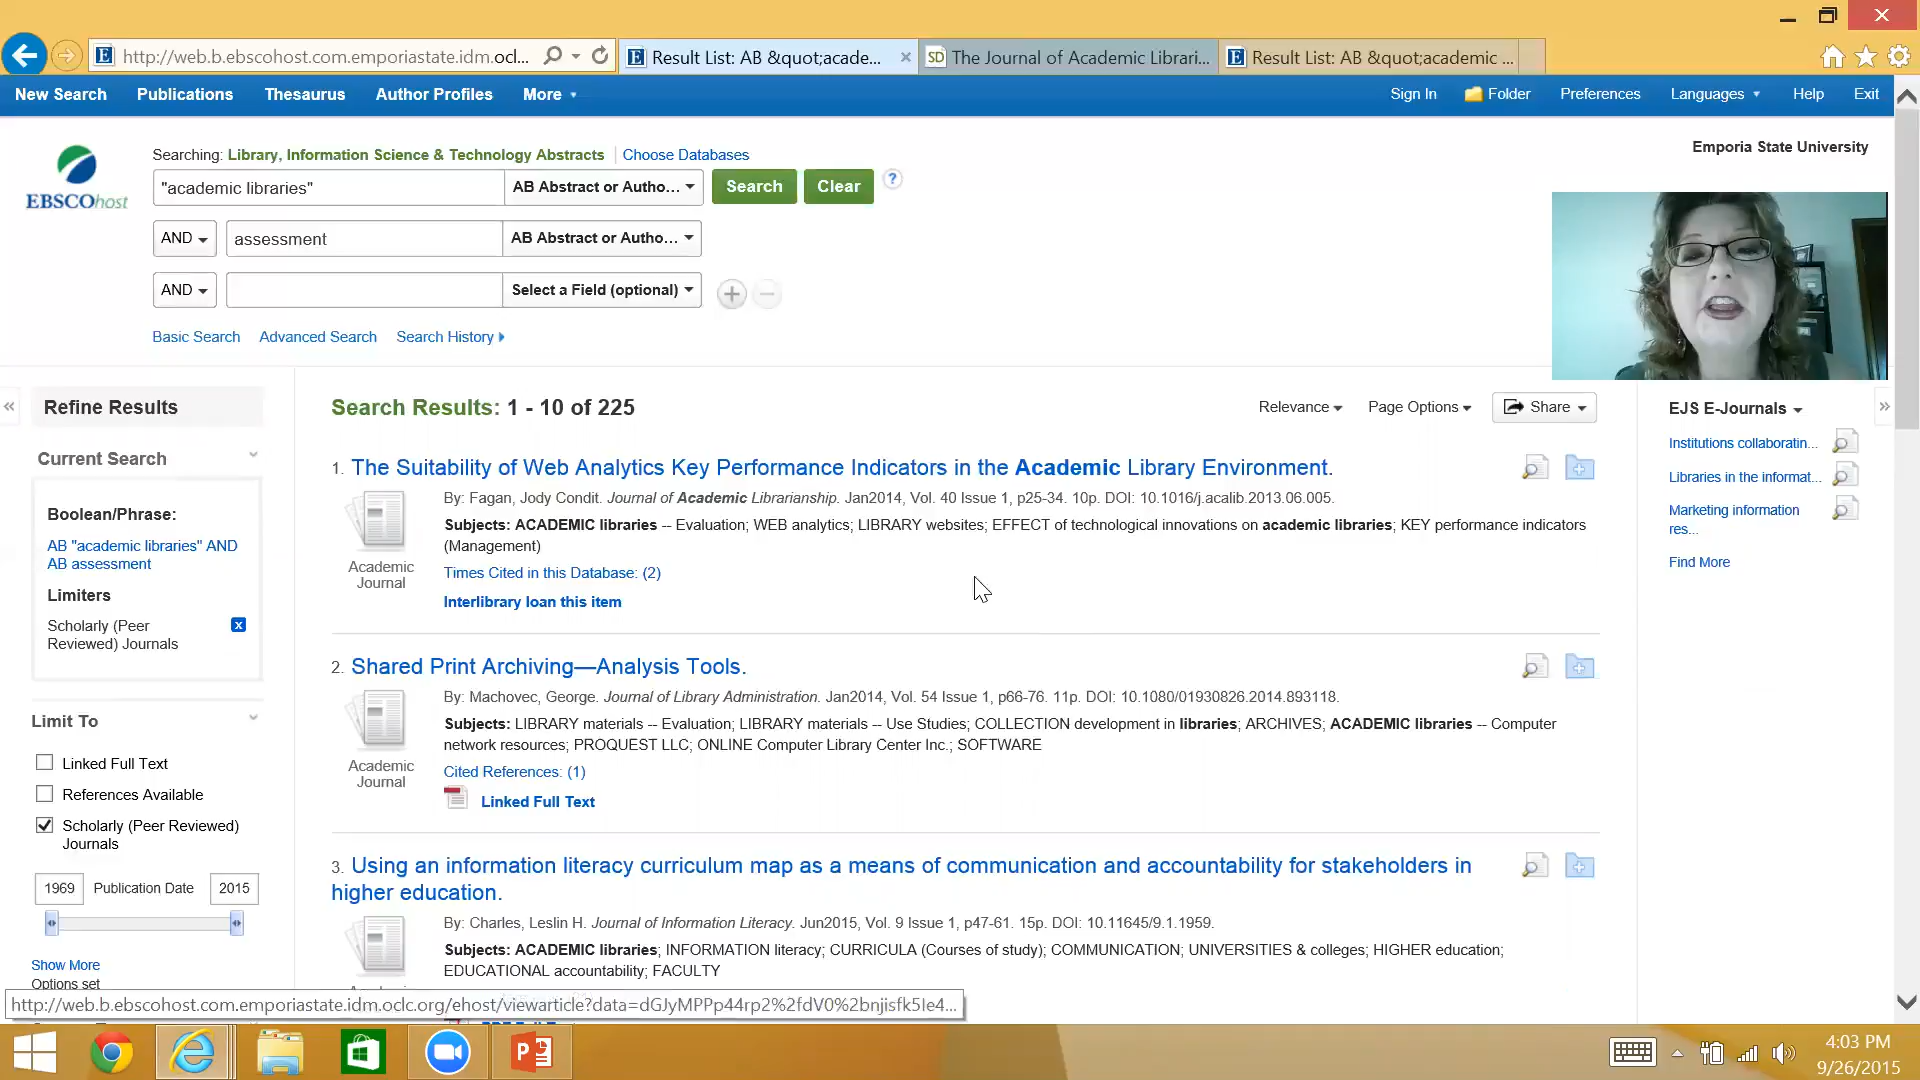 http://web.b.ebscohost.com.emporiastate.idm.ocl...
Result List: AB &quot;acade...
The Journal of Academic Librari...
Result List: AB &quot;academic ...
New Search
Publications
Thesaurus
Author Profiles
More
Sign In
Folder
Preferences
Languages
Help
Exit
EBSCOhost
Searching: Library, Information Science & Technology Abstracts
Choose Databases
Emporia State University
"academic libraries"
AB Abstract or Autho...
Search
Clear
?
AND
assessment
AB Abstract or Autho...
AND
Select a Field (optional)
Basic Search
Advanced Search
Search History
Refine Results
Current Search
Boolean/Phrase:
AB "academic libraries" AND
AB assessment
Limiters
Scholarly (Peer
Reviewed) Journals
x
Limit To
Linked Full Text
References Available
Scholarly (Peer Reviewed)
Journals
1969
Publication Date
2015
Show More
Options set
Search Results: 1 - 10 of 225
Relevance
Page Options
Share
1. The Suitability of Web Analytics Key Performance Indicators in the Academic Library Environment.
By: Fagan, Jody Condit. Journal of Academic Librarianship. Jan2014, Vol. 40 Issue 1, p25-34. 10p. DOI: 10.1016/j.acalib.2013.06.005.
Subjects: ACADEMIC libraries -- Evaluation; WEB analytics; LIBRARY websites; EFFECT of technological innovations on academic libraries; KEY performance indicators
(Management)
Academic
Journal
Times Cited in this Database: (2)
Interlibrary loan this item
2. Shared Print Archiving—Analysis Tools.
By: Machovec, George. Journal of Library Administration. Jan2014, Vol. 54 Issue 1, p66-76. 11p. DOI: 10.1080/01930826.2014.893118.
Subjects: LIBRARY materials -- Evaluation; LIBRARY materials -- Use Studies; COLLECTION development in libraries; ARCHIVES; ACADEMIC libraries -- Computer
network resources; PROQUEST LLC; ONLINE Computer Library Center Inc.; SOFTWARE
Academic
Journal
Cited References: (1)
Linked Full Text
3. Using an information literacy curriculum map as a means of communication and accountability for stakeholders in
higher education.
By: Charles, Leslin H. Journal of Information Literacy. Jun2015, Vol. 9 Issue 1, p47-61. 15p. DOI: 10.11645/9.1.1959.
Subjects: ACADEMIC libraries; INFORMATION literacy; CURRICULA (Courses of study); COMMUNICATION; UNIVERSITIES & colleges; HIGHER education;
EDUCATIONAL accountability; FACULTY
EJS E-Journals
Institutions collaboratin...
Libraries in the informat...
Marketing information
res...
Find More
http://web.b.ebscohost.com.emporiastate.idm.oclc.org/ehost/viewarticle?data=dGJyMPPp44rp2%2fdV0%2bnjisfk5Ie4...
4:03 PM
9/26/2015